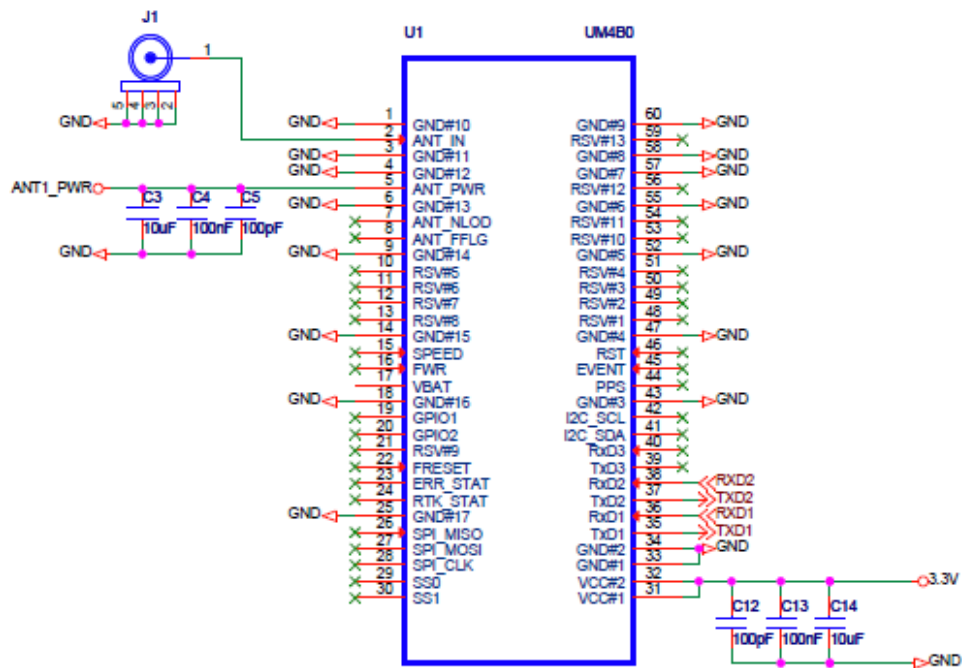 J1
1
5 4 3 2
GND
U1 UM4B0
GND 1 GND#10
2 ANT_IN
GND 3 GND#11
GND 4 GND#12
ANT1_PWR 5 ANT_PWR
GND 6 GND#13
7 ANT_NLOD
8 ANT_FFLG
GND 9 GND#14
10 RSV#5
11 RSV#6
12 RSV#7
13 RSV#8
GND 14 GND#15
15 SPEED
16 FWR
17 VBAT
GND 18 GND#16
19 GPIO1
20 GPIO2
21 RSV#9
22 FRESET
23 ERR_STAT
24 RTK_STAT
GND 25 GND#17
26 SPI_MISO
27 SPI_MOSI
28 SPI_CLK
29 SS0
30 SS1
C3 C4 C5
10uF 100nF 100pF
GND
GND#9 60 GND
RSV#13 59
GND#8 58 GND
GND#7 57 GND
RSV#12 56
GND#6 55 GND
RSV#11 54
RSV#10 53
GND#5 52 GND
RSV#4 51
RSV#3 50
RSV#2 49
RSV#1 48
GND#4 47 GND
RST 46
EVENT 45
PPS 44
GND#3 43 GND
I2C_SCL 42
I2C_SDA 41
RxD3 40
TxD3 39
RxD2 38 RXD2
TxD2 37 TXD2
RxD1 36 RXD1
TxD1 35 TXD1
GND#2 34 GND
GND#1 33
VCC#2 32 3.3V
VCC#1 31
C12 C13 C14
100pF 100nF 10uF
GND